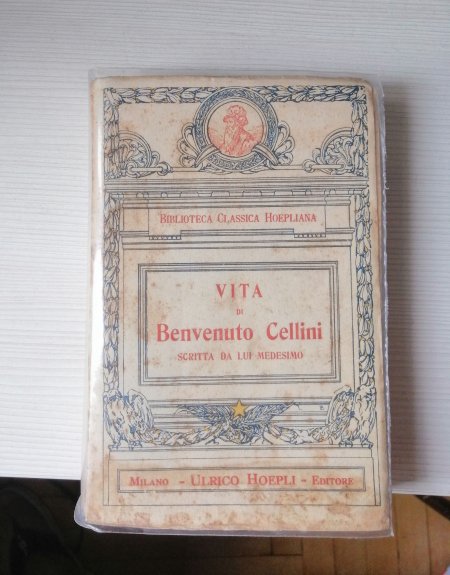 BIBLIOTECA CLASSICA HOEPLIANA
VITA
DI
Benvenuto Cellini
SCRITTA DA LUI MEDESIMO
MILANO - ULRICO HOEPLI - EDITORE